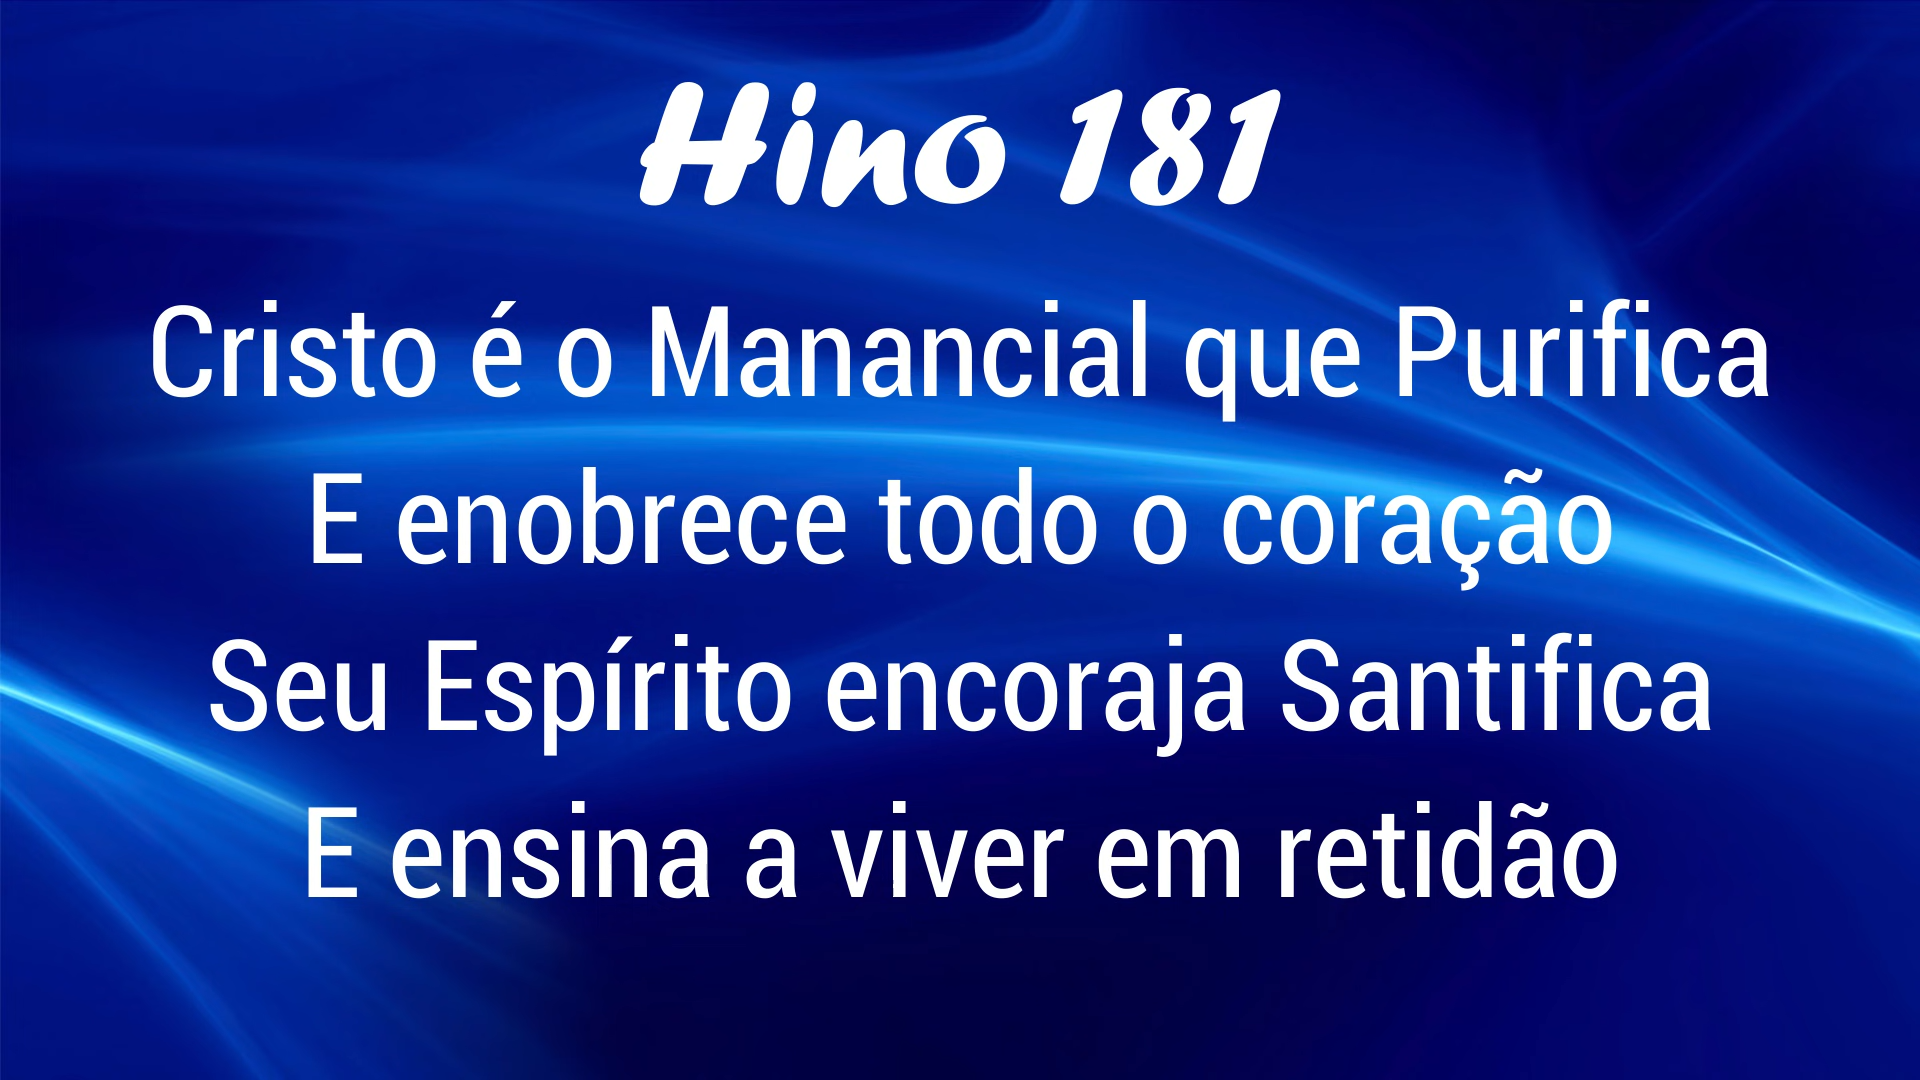 Hino 181
Cristo é o Manancial que Purifica
E enobrece todo o coração
Seu Espírito encoraja Santifica
E ensina a viver em retidão